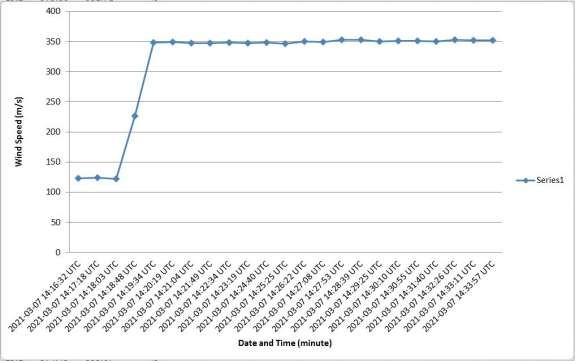 400
350
300
250
200
150
100
50
0
Wind Speed (m/s)
Series1
2021-03-07 14:16:32 UTC
2021-03-07 14:17:18 UTC
2021-03-07 14:18:03 UTC
2021-03-07 14:18:48 UTC
2021-03-07 14:19:34 UTC
2021-03-07 14:20:19 UTC
2021-03-07 14:21:04 UTC
2021-03-07 14:21:49 UTC
2021-03-07 14:22:34 UTC
2021-03-07 14:23:19 UTC
2021-03-07 14:24:40 UTC
2021-03-07 14:25:25 UTC
2021-03-07 14:26:22 UTC
2021-03-07 14:27:08 UTC
2021-03-07 14:27:53 UTC
2021-03-07 14:28:39 UTC
2021-03-07 14:29:25 UTC
2021-03-07 14:30:10 UTC
2021-03-07 14:30:55 UTC
2021-03-07 14:31:40 UTC
2021-03-07 14:32:26 UTC
2021-03-07 14:33:11 UTC
2021-03-07 14:33:57 UTC
Date and Time (minute)